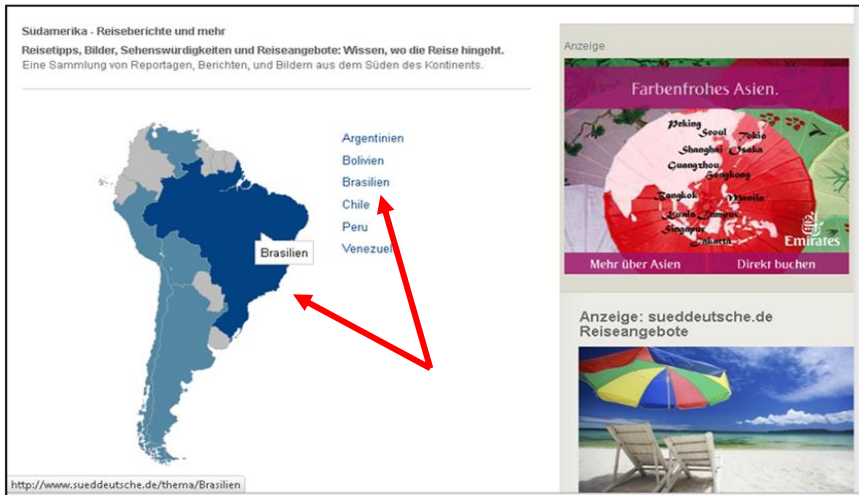 Südamerika - Reiseberichte und mehr
Reisetipps, Bilder, Sehenswürdigkeiten und Reiseangebote: Wissen, wo die Reise hingeht.
Eine Sammlung von Reportagen, Berichten, und Bildern aus dem Süden des Kontinents.
Argentinien
Bolivien
Brasilien
Chile
Peru
Venezuela
Brasilien
http://www.sueddeutsche.de/thema/Brasilien
Anzeige
Farbenfrohes Asien.
Peking
Seoul Tokio
Shanghai Osaka
Guangzhou
Hongkong
Bangkok Manila
Kuala Lumpur
Singapur
Jakarta
Emirates
Mehr über Asien Direkt buchen
Anzeige: sueddeutsche.de
Reiseangebote